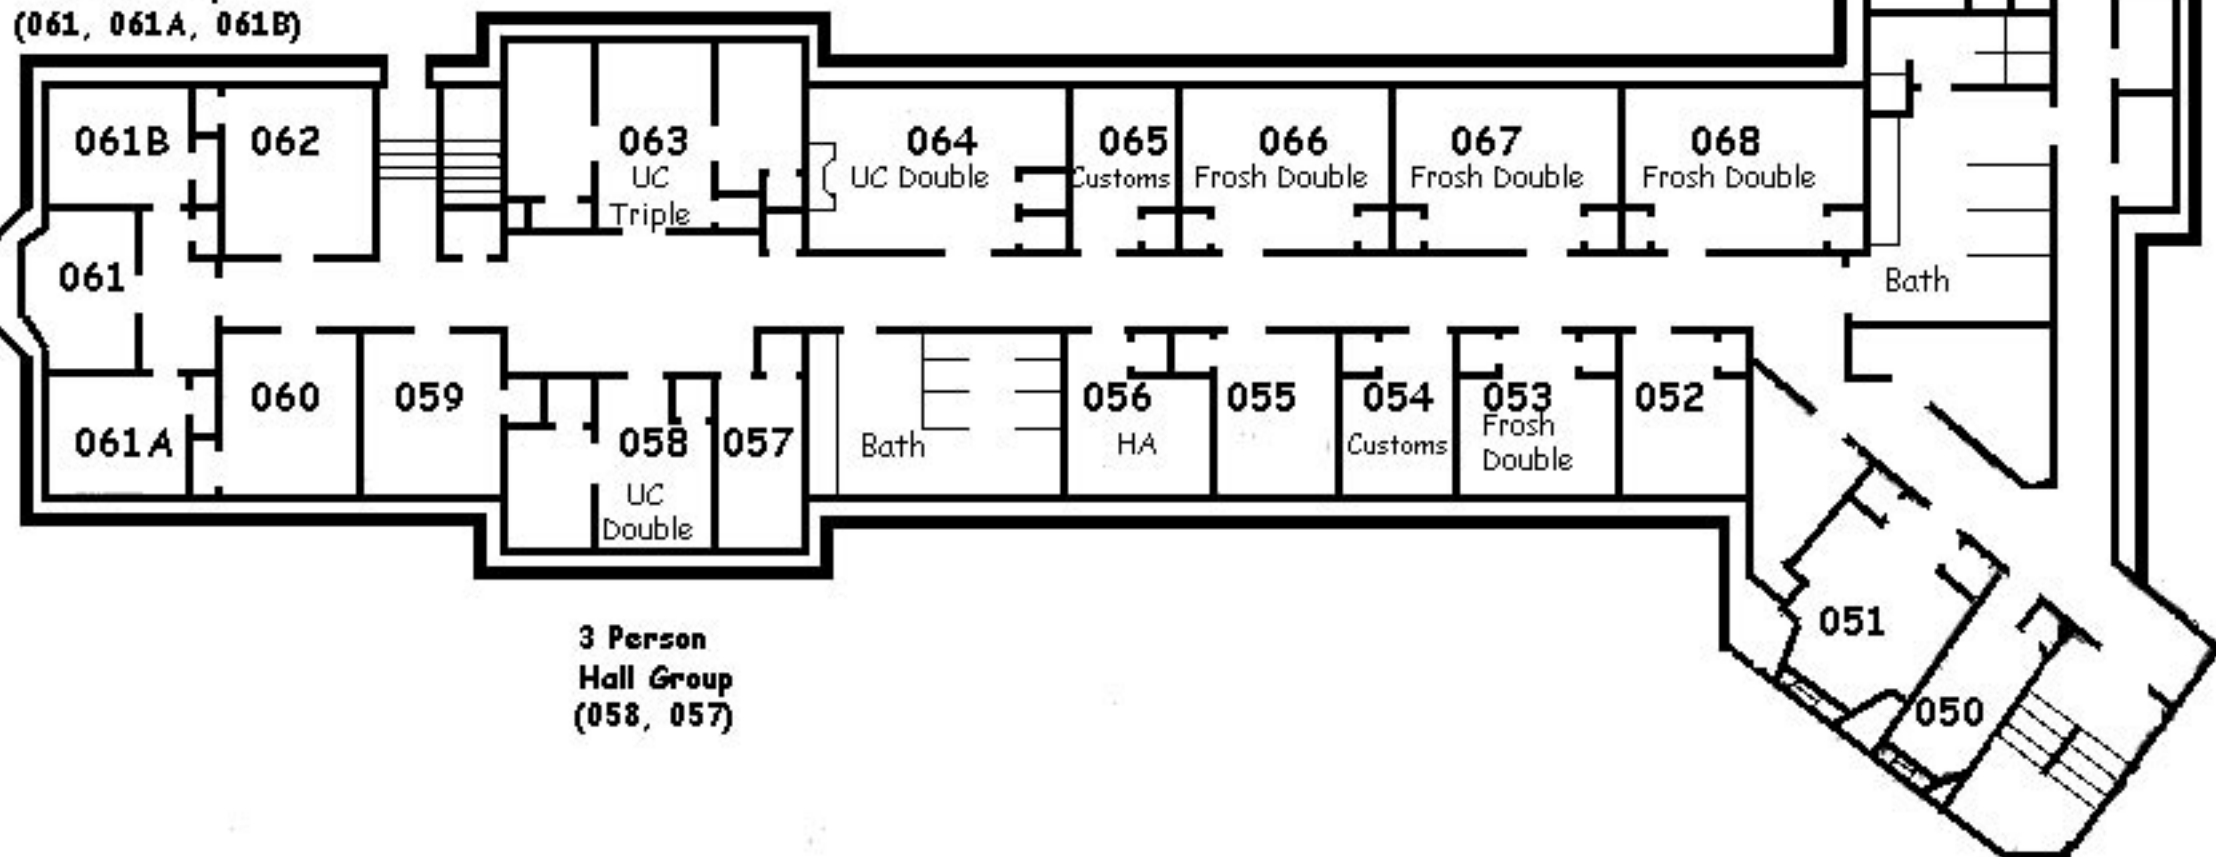 (061, 061A, 061B)
061B
062
063
UC
Triple
064
UC Double
065
Customs
066
Frosh Double
067
Frosh Double
068
Frosh Double
061
Bath
061A
060
059
058
UC
Double
057
Bath
056
HA
055
054
Customs
053
Frosh
Double
052
051
050
3 Person
Hall Group
(058, 057)